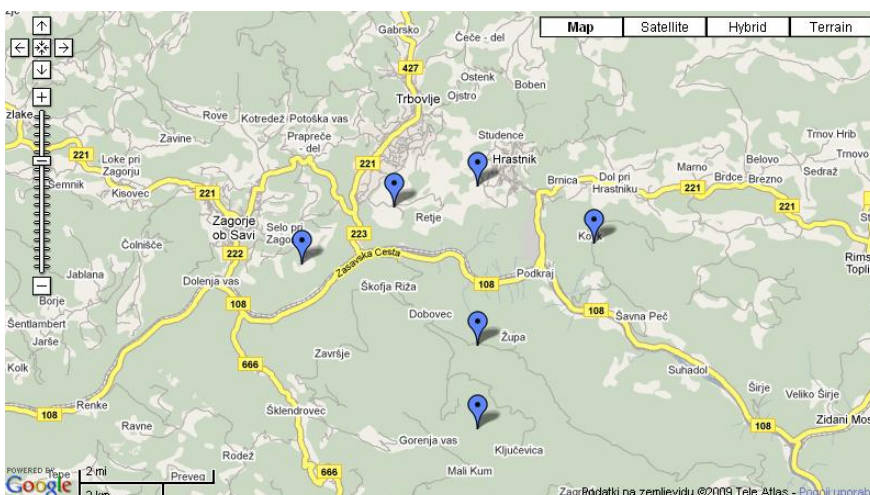 Map Satellite Hybrid Terrain
Gabrsko
Čeče - del
427
Ostenk
Ojstro
Boben
Trbovlje
zlake
Rove
Kotredež
Potoška vas
Zavine
Prapreče
- del
Studence
Hrastnik
Trnov Hrib
221
Loke pri
Zagorju
221
Marno
Belovo
Trnovo
Semnik
Kisovec
221
Brnica
Dol pri
Hrastniku
221
Brdce
Brezno
Sedraž
221
Zagorje
ob Savi
Selo pri
Retje
223
Čolnišče
222
Zasavska Cesta
Rims
Topli
Jablana
Dolenja vas
108
Podkraj
Borje
108
Škofja Riža
Šentlambert
Dobovec
108
Šavna Peč
Jarše
Župa
Završje
Kolk
666
Suhadol
Širje
Veliko Širje
108
Renke
Šklendrovec
108
Zidani Mos
Ravne
Gorenja vas
Ključevica
Rodež
Mali Kum
666
POWERED BY
Google
2 mi
Preveg
Podatki na zemljevidu ©2009 Tele Atlas - Pogoji uporab